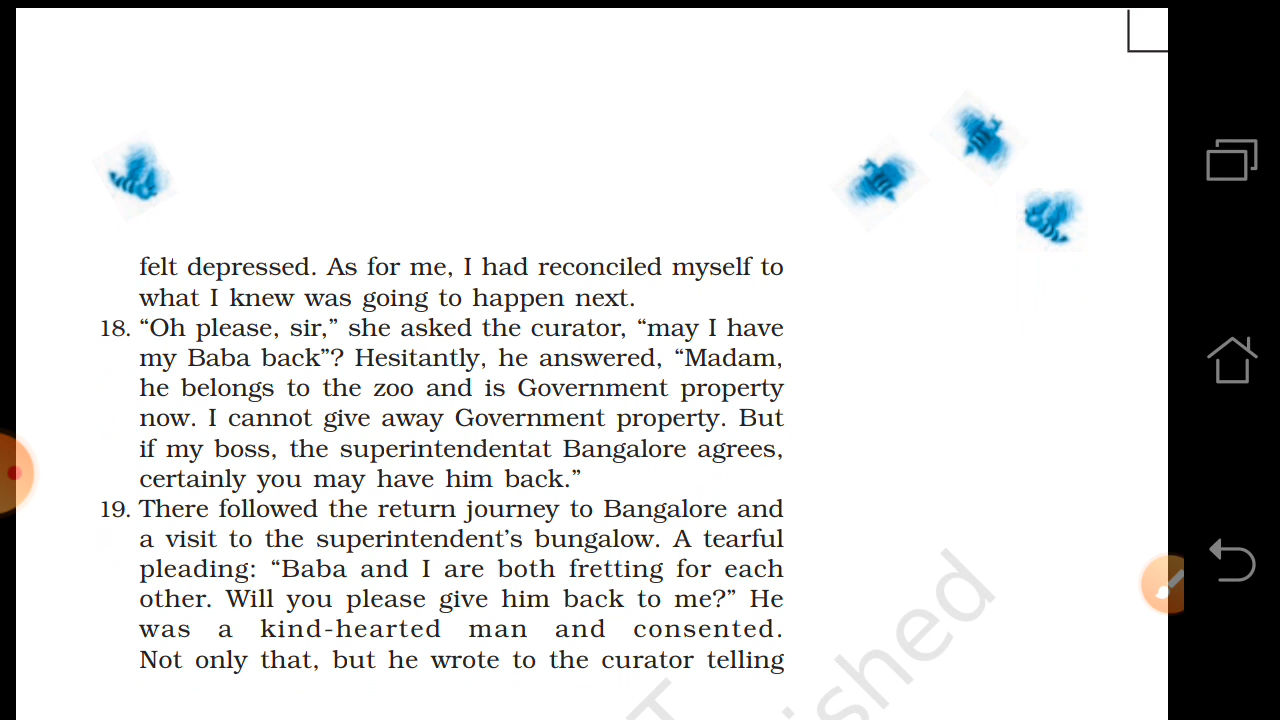 felt depressed. As for me, I had reconciled myself to
what I knew was going to happen next.
18. “Oh please, sir,” she asked the curator, “may I have
my Baba back”? Hesitantly, he answered, “Madam,
he belongs to the zoo and is Government property
now. I cannot give away Government property. But
if my boss, the superintendentat Bangalore agrees,
certainly you may have him back.”
19. There followed the return journey to Bangalore and
a visit to the superintendent’s bungalow. A tearful
pleading: “Baba and I are both fretting for each
other. Will you please give him back to me?” He
was a kind-hearted man and consented.
Not only that, but he wrote to the curator telling